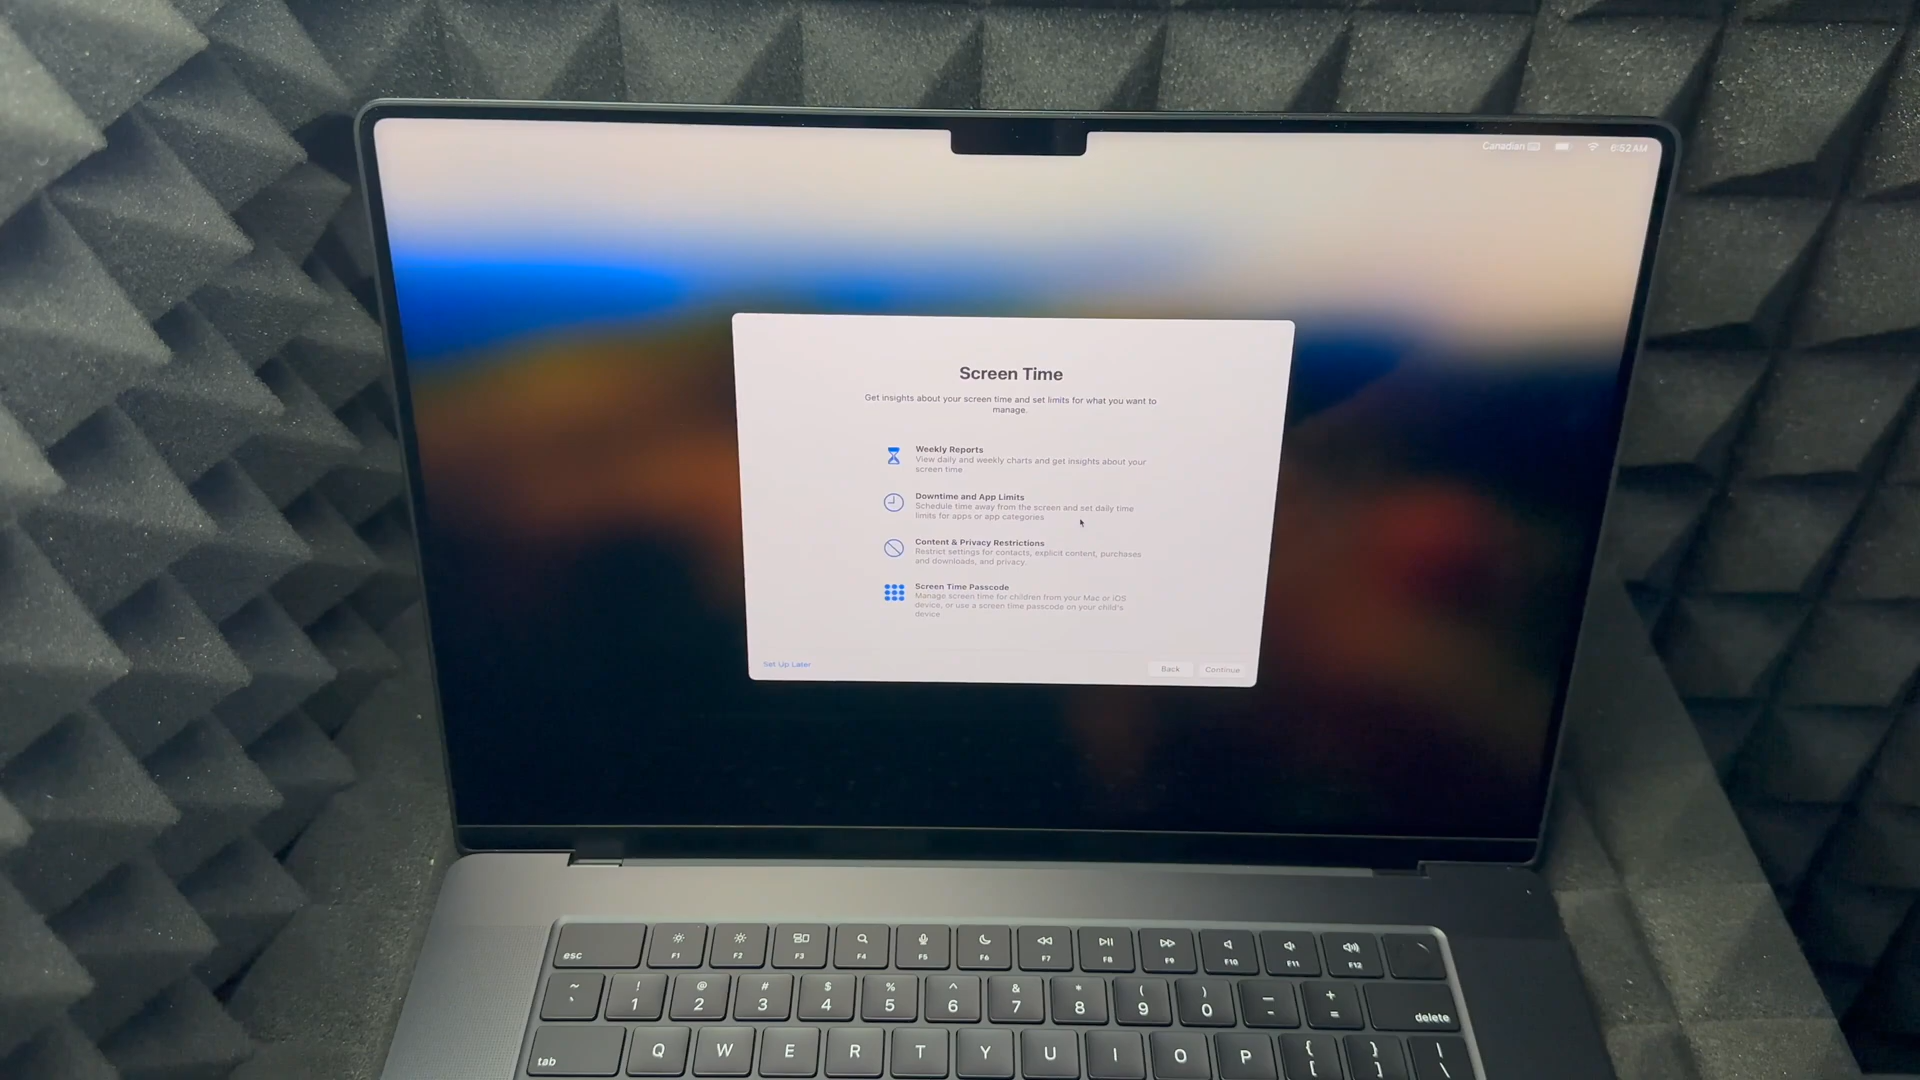 Canadian 6:52AM
Screen Time
Get insights about your screen time and set limits for what you want to
manage.
Weekly Reports
View daily and weekly charts and get insights about your
screen time
Downtime and App Limits
Schedule time away from the screen and set daily time
limits for apps or app categories
Content & Privacy Restrictions
Restrict settings for contacts, explicit content, purchases
and downloads, and privacy.
Screen Time Passcode
Manage screen time for children from your Mac or iOS
device, or use a screen time passcode on your child's
device
Set Up Later Back Continue
esc F1 F2 F3 F4 F5 F6 F7 F8 F9 F10 F11 F12
~ ! @ # $ % ^ & * ( ) _ +
` 1 2 3 4 5 6 7 8 9 0 - = delete
tab Q W E R T Y U I O P { [ } ] | \